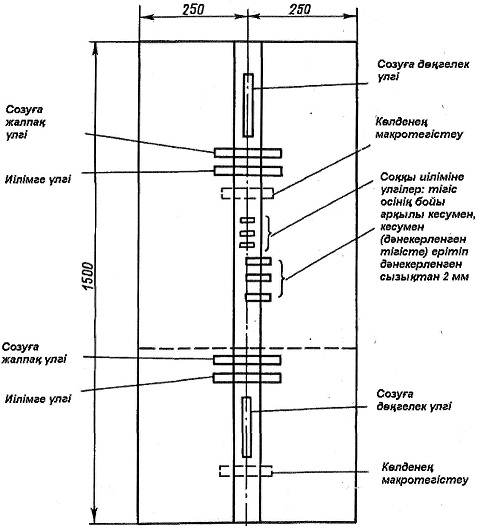 250
250
Созуға дөңгелек
үлгі
Созуға
жалпақ
үлгі
Көлденең
макротегістеу
Иілімге үлгі
Соққы иіліміне
үлгілер: тігіс
осінің бойы
арқылы кесумен,
кесумен
(дәнекерленген
тігісте) ерітіп
дәнекерленген
сызықтан 2 мм
1500
Созуға
жалпақ үлгі
Иілімге үлгі
Созуға
дөңгелек үлгі
Көлденең
макротегістеу